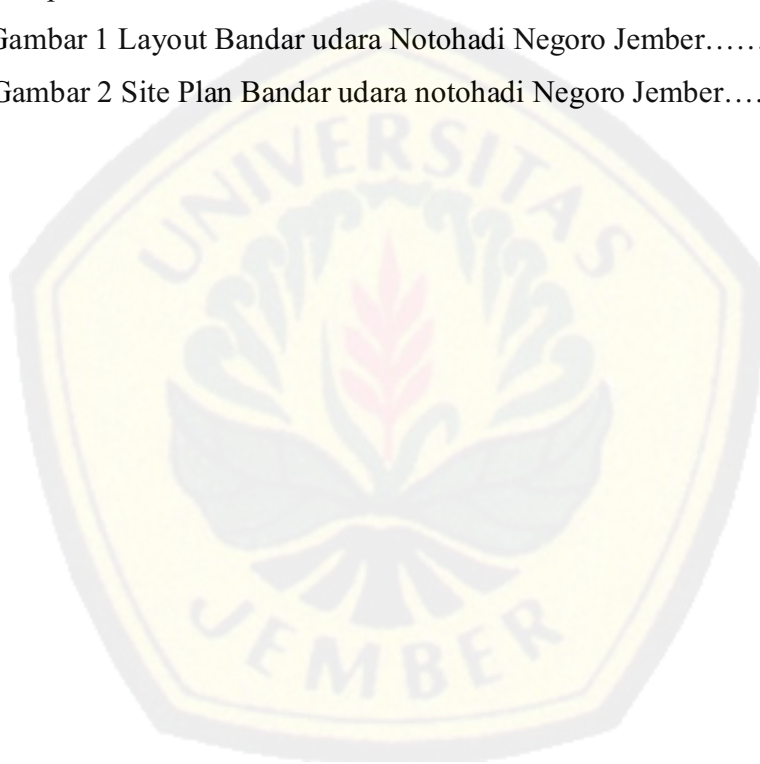 Gambar 1 Layout Bandar udara Notohadi Negoro Jember……
Gambar 2 Site Plan Bandar udara notohadi Negoro Jember….
UNIVERSITAS
JEMBER